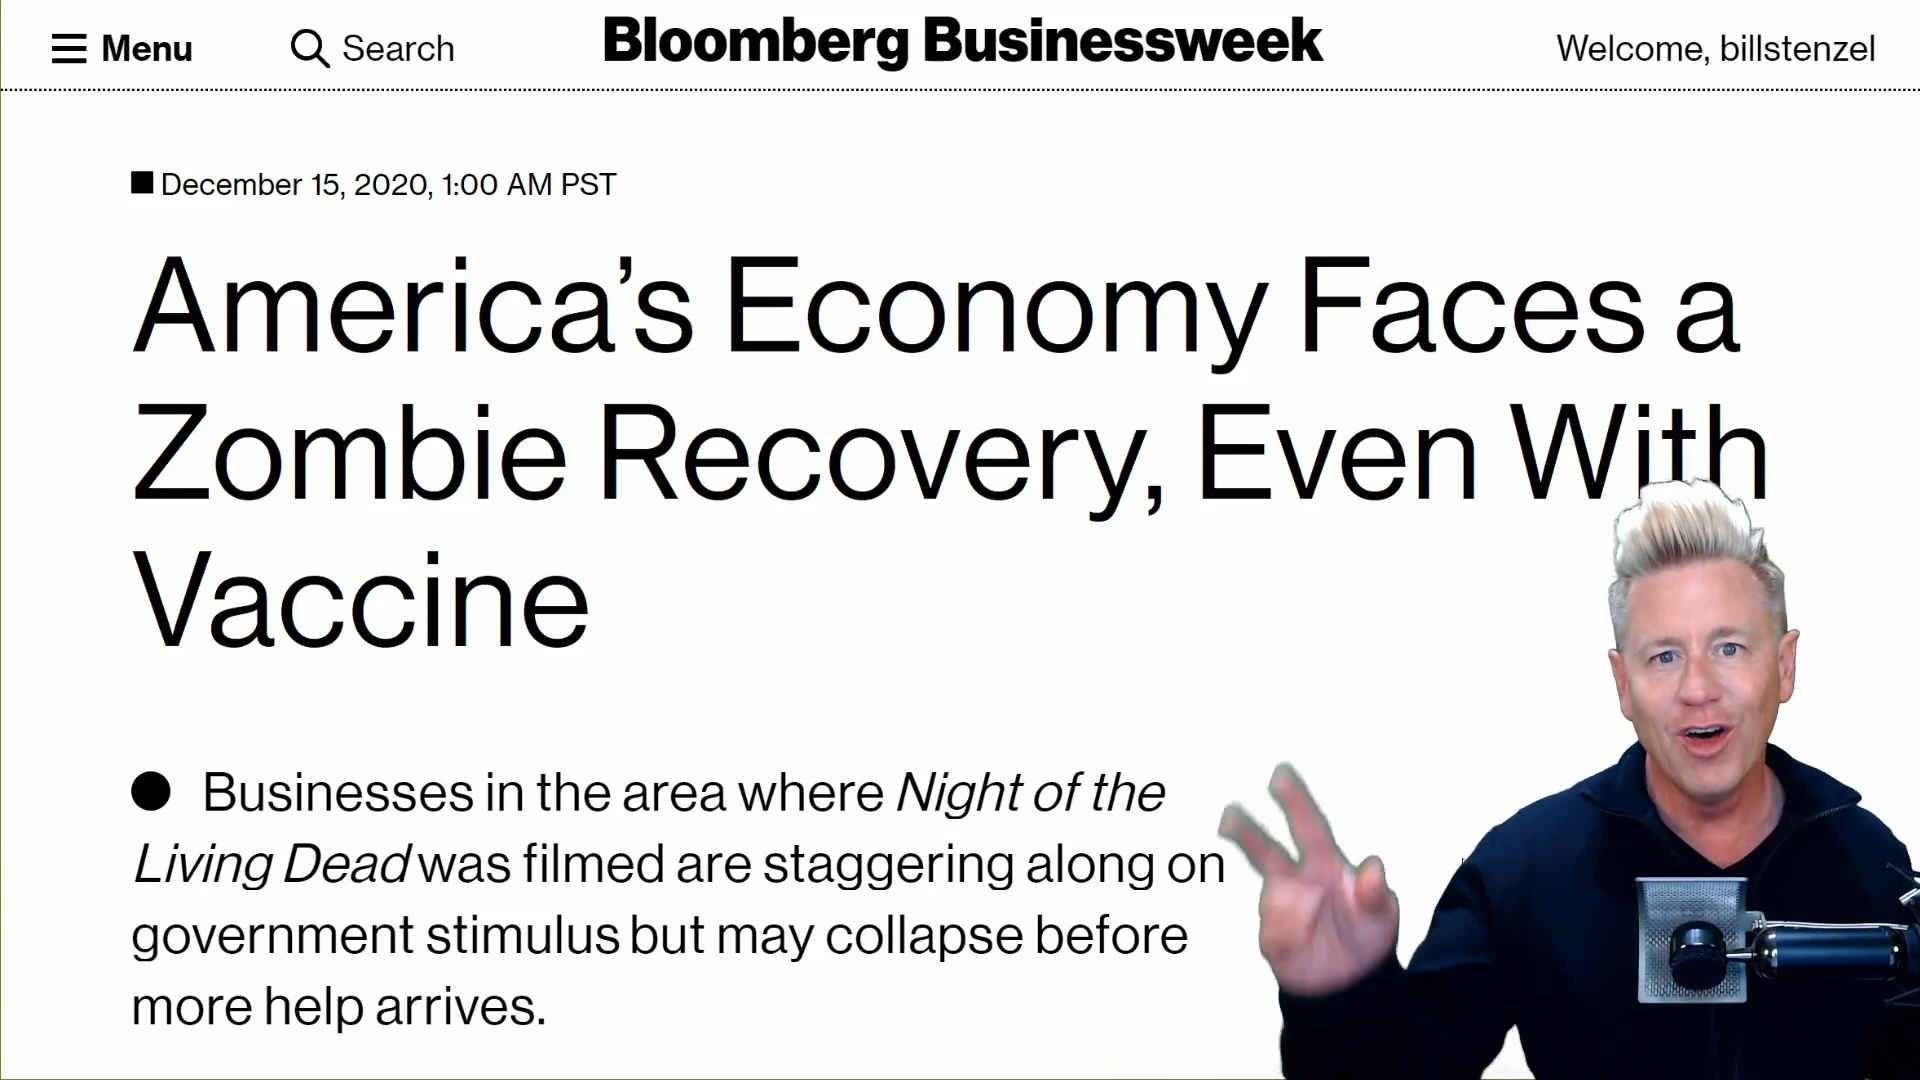 Menu
Search
Bloomberg Businessweek
Welcome, billstenzel
December 15, 2020, 1:00 AM PST
America’s Economy Faces a
Zombie Recovery, Even With
Vaccine
Businesses in the area where Night of the
Living Dead was filmed are staggering along on
government stimulus but may collapse before
more help arrives.